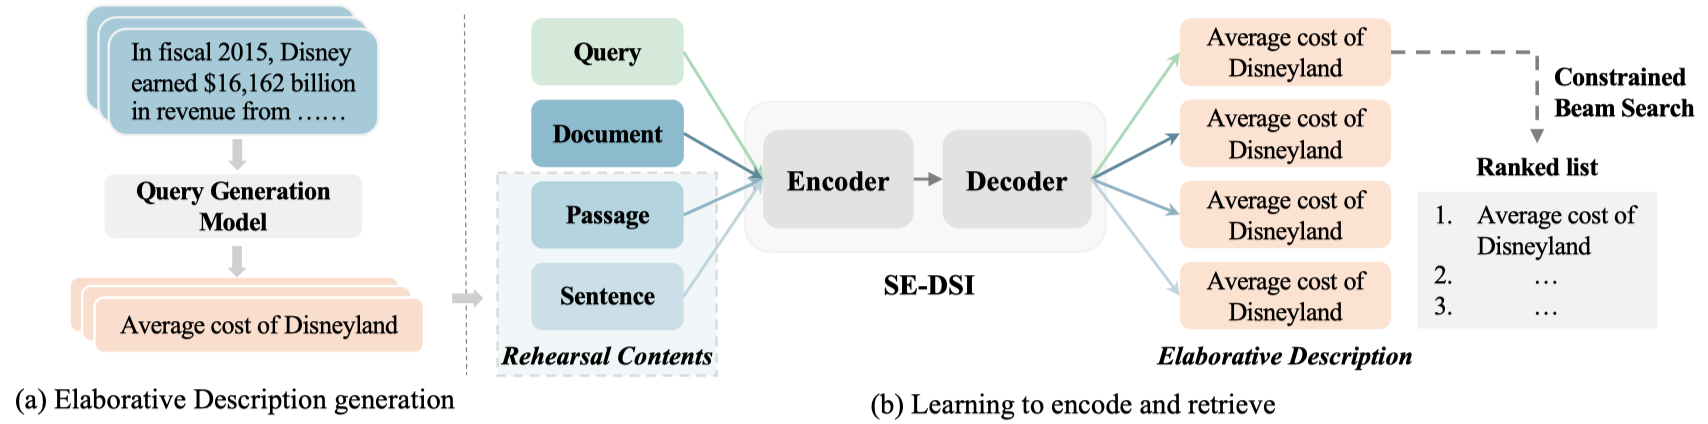 In fiscal 2015, Disney
earned $16,162 billion
in revenue from ……
Query Generation
Model
Average cost of Disneyland
(a) Elaborative Description generation
Query
Document
Passage
Sentence
Rehearsal Contents
Encoder
Decoder
SE-DSI
Average cost of
Disneyland
Average cost of
Disneyland
Average cost of
Disneyland
Average cost of
Disneyland
Elaborative Description
Constrained
Beam Search
Ranked list
1. Average cost of
Disneyland
2. …
3. …
(b) Learning to encode and retrieve